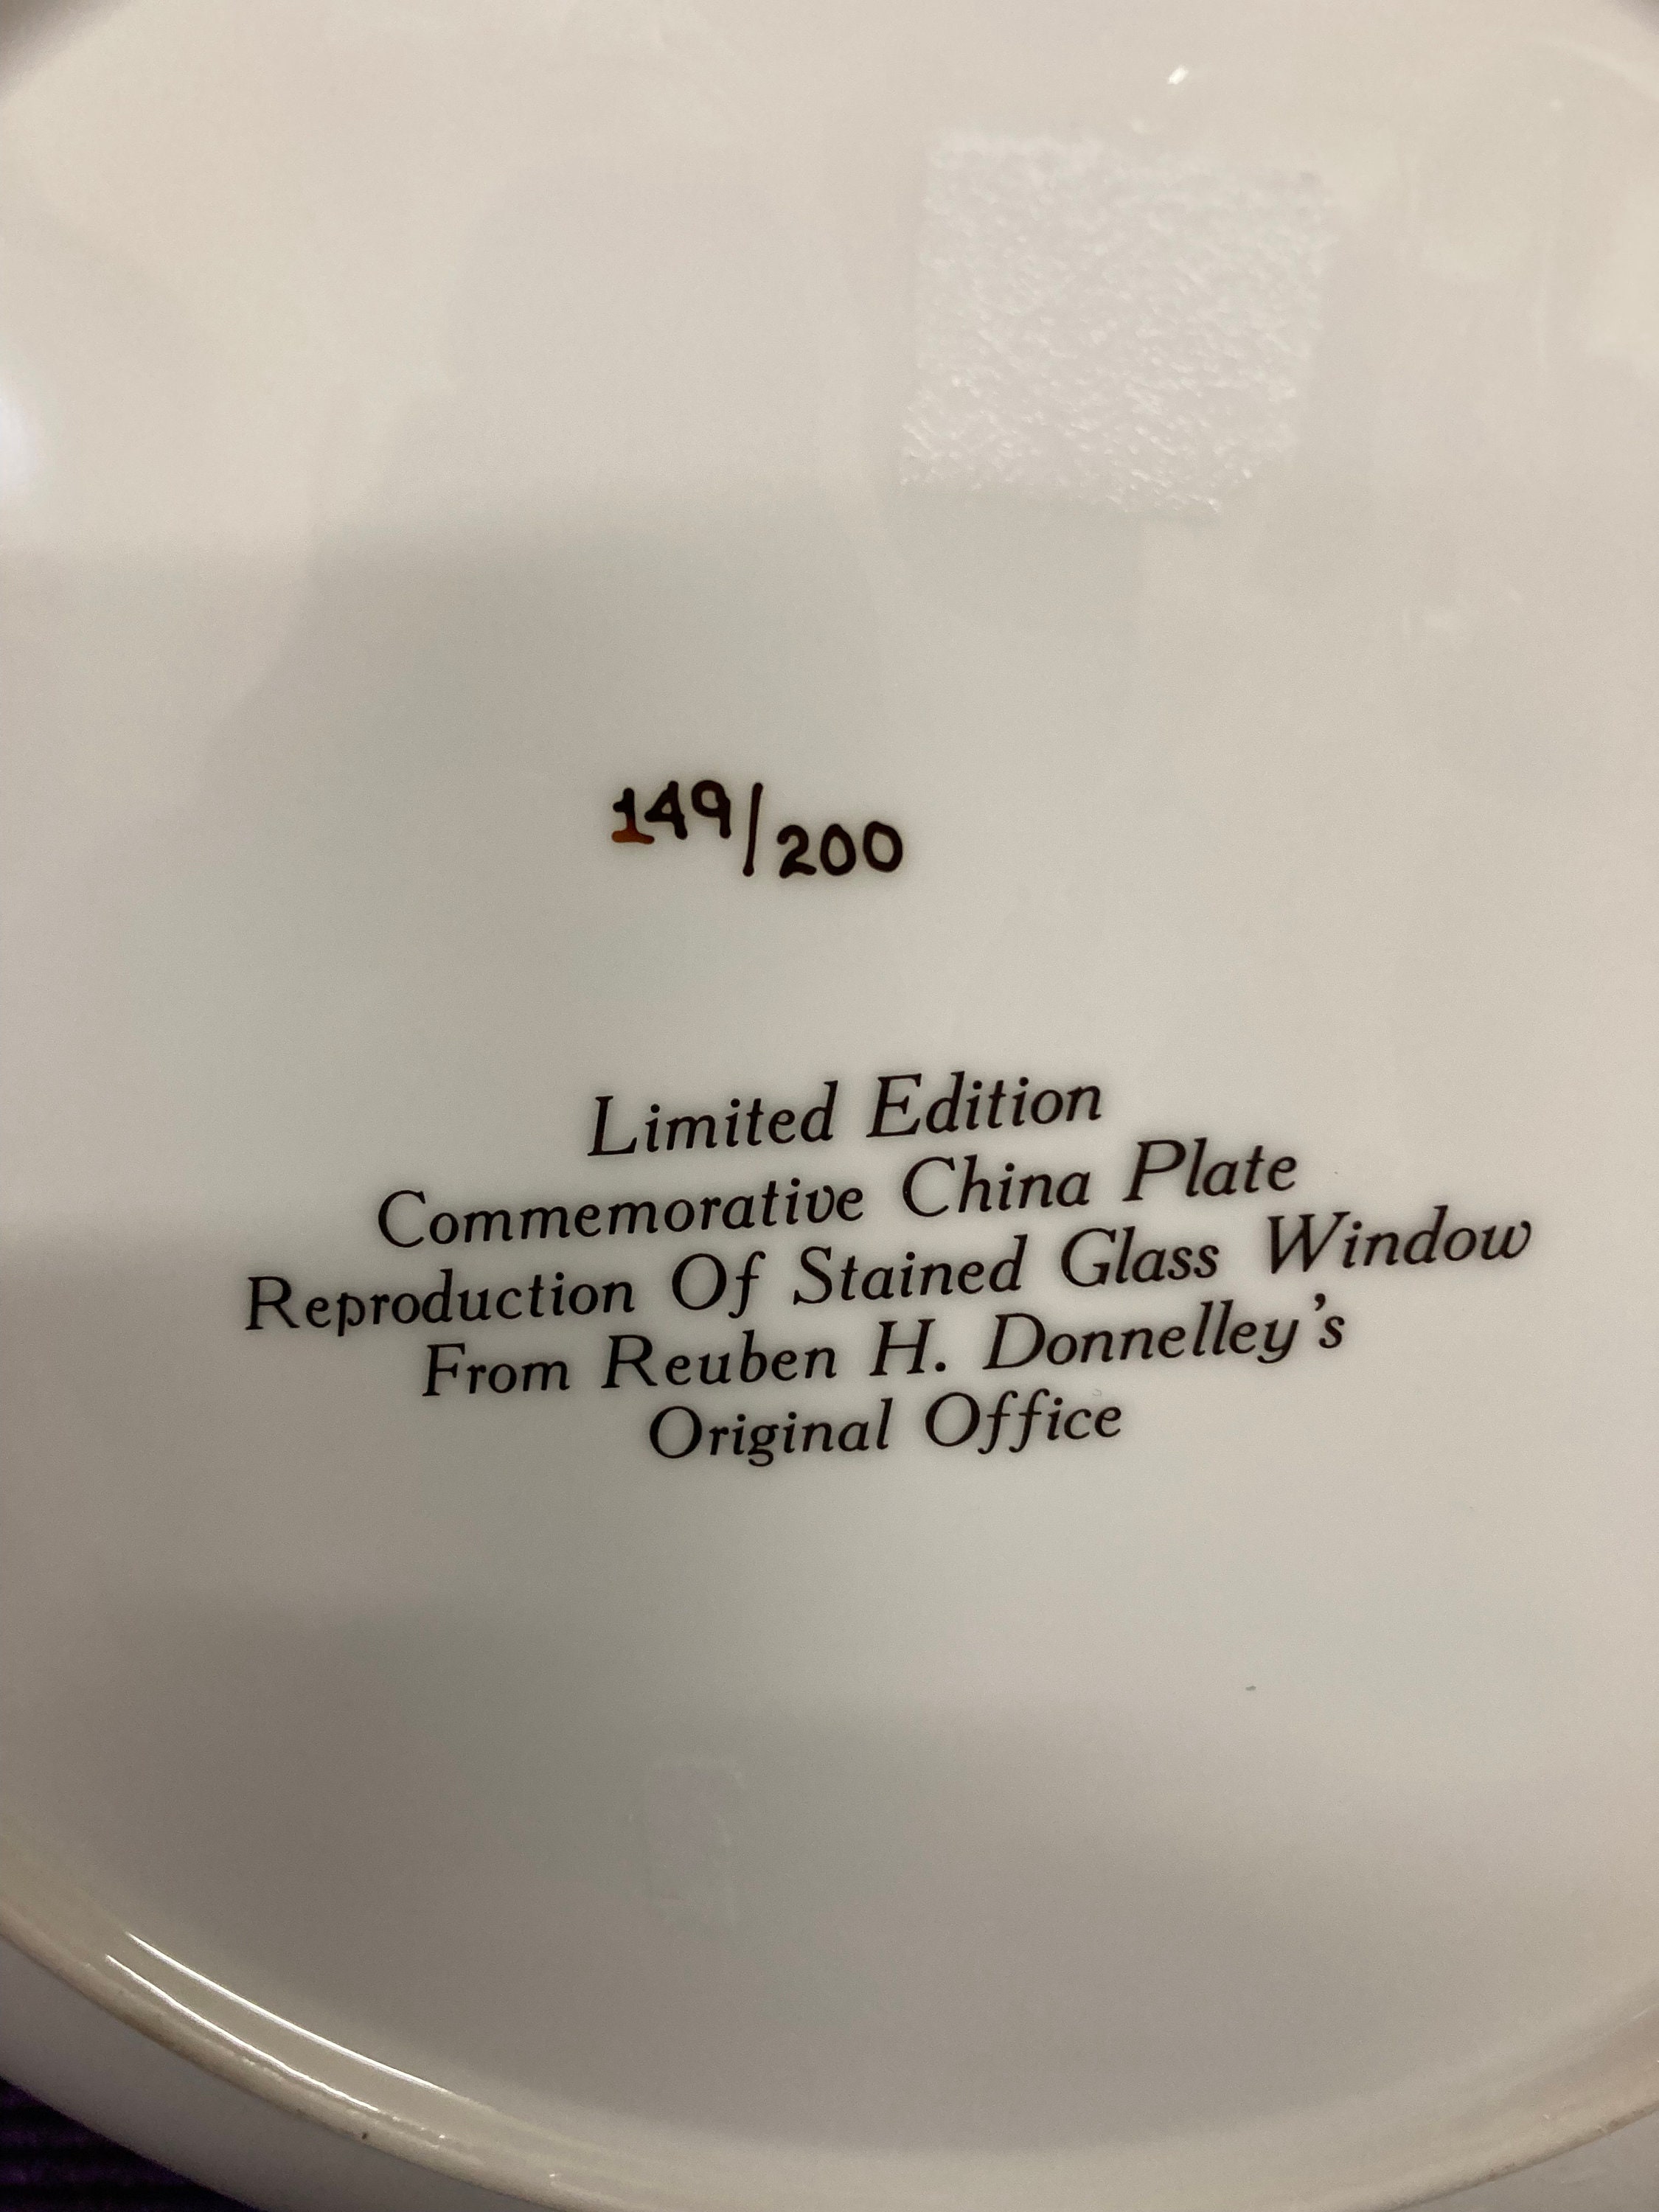 149/200
Limited Edition
Commemorative China Plate
Reproduction Of Stained Glass Window
From Reuben H. Donnelley's
Original Office